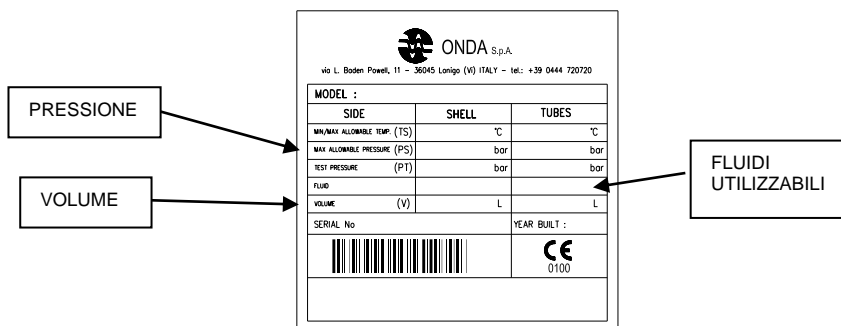 ONDA S.p.A.
via L. Baden Powell, 11 - 36045 Lonigo (Vi) ITALY - tel.: +39 0444 720720
MODEL :
SIDE SHELL TUBES
MIN/MAX ALLOWABLE TEMP. (TS) °C °C
PRESSIONE
MAX ALLOWABLE PRESSURE (PS) bar bar
TEST PRESSURE (PT) bar bar
FLUID
FLUIDI
UTILIZZABILI
VOLUME
VOLUME (V) L L
SERIAL No YEAR BUILT :
CE
0100